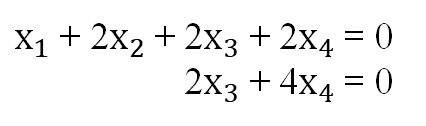 x₁ + 2x₂ + 2x₃ + 2x₄ = 0
2x₃ + 4x₄ = 0